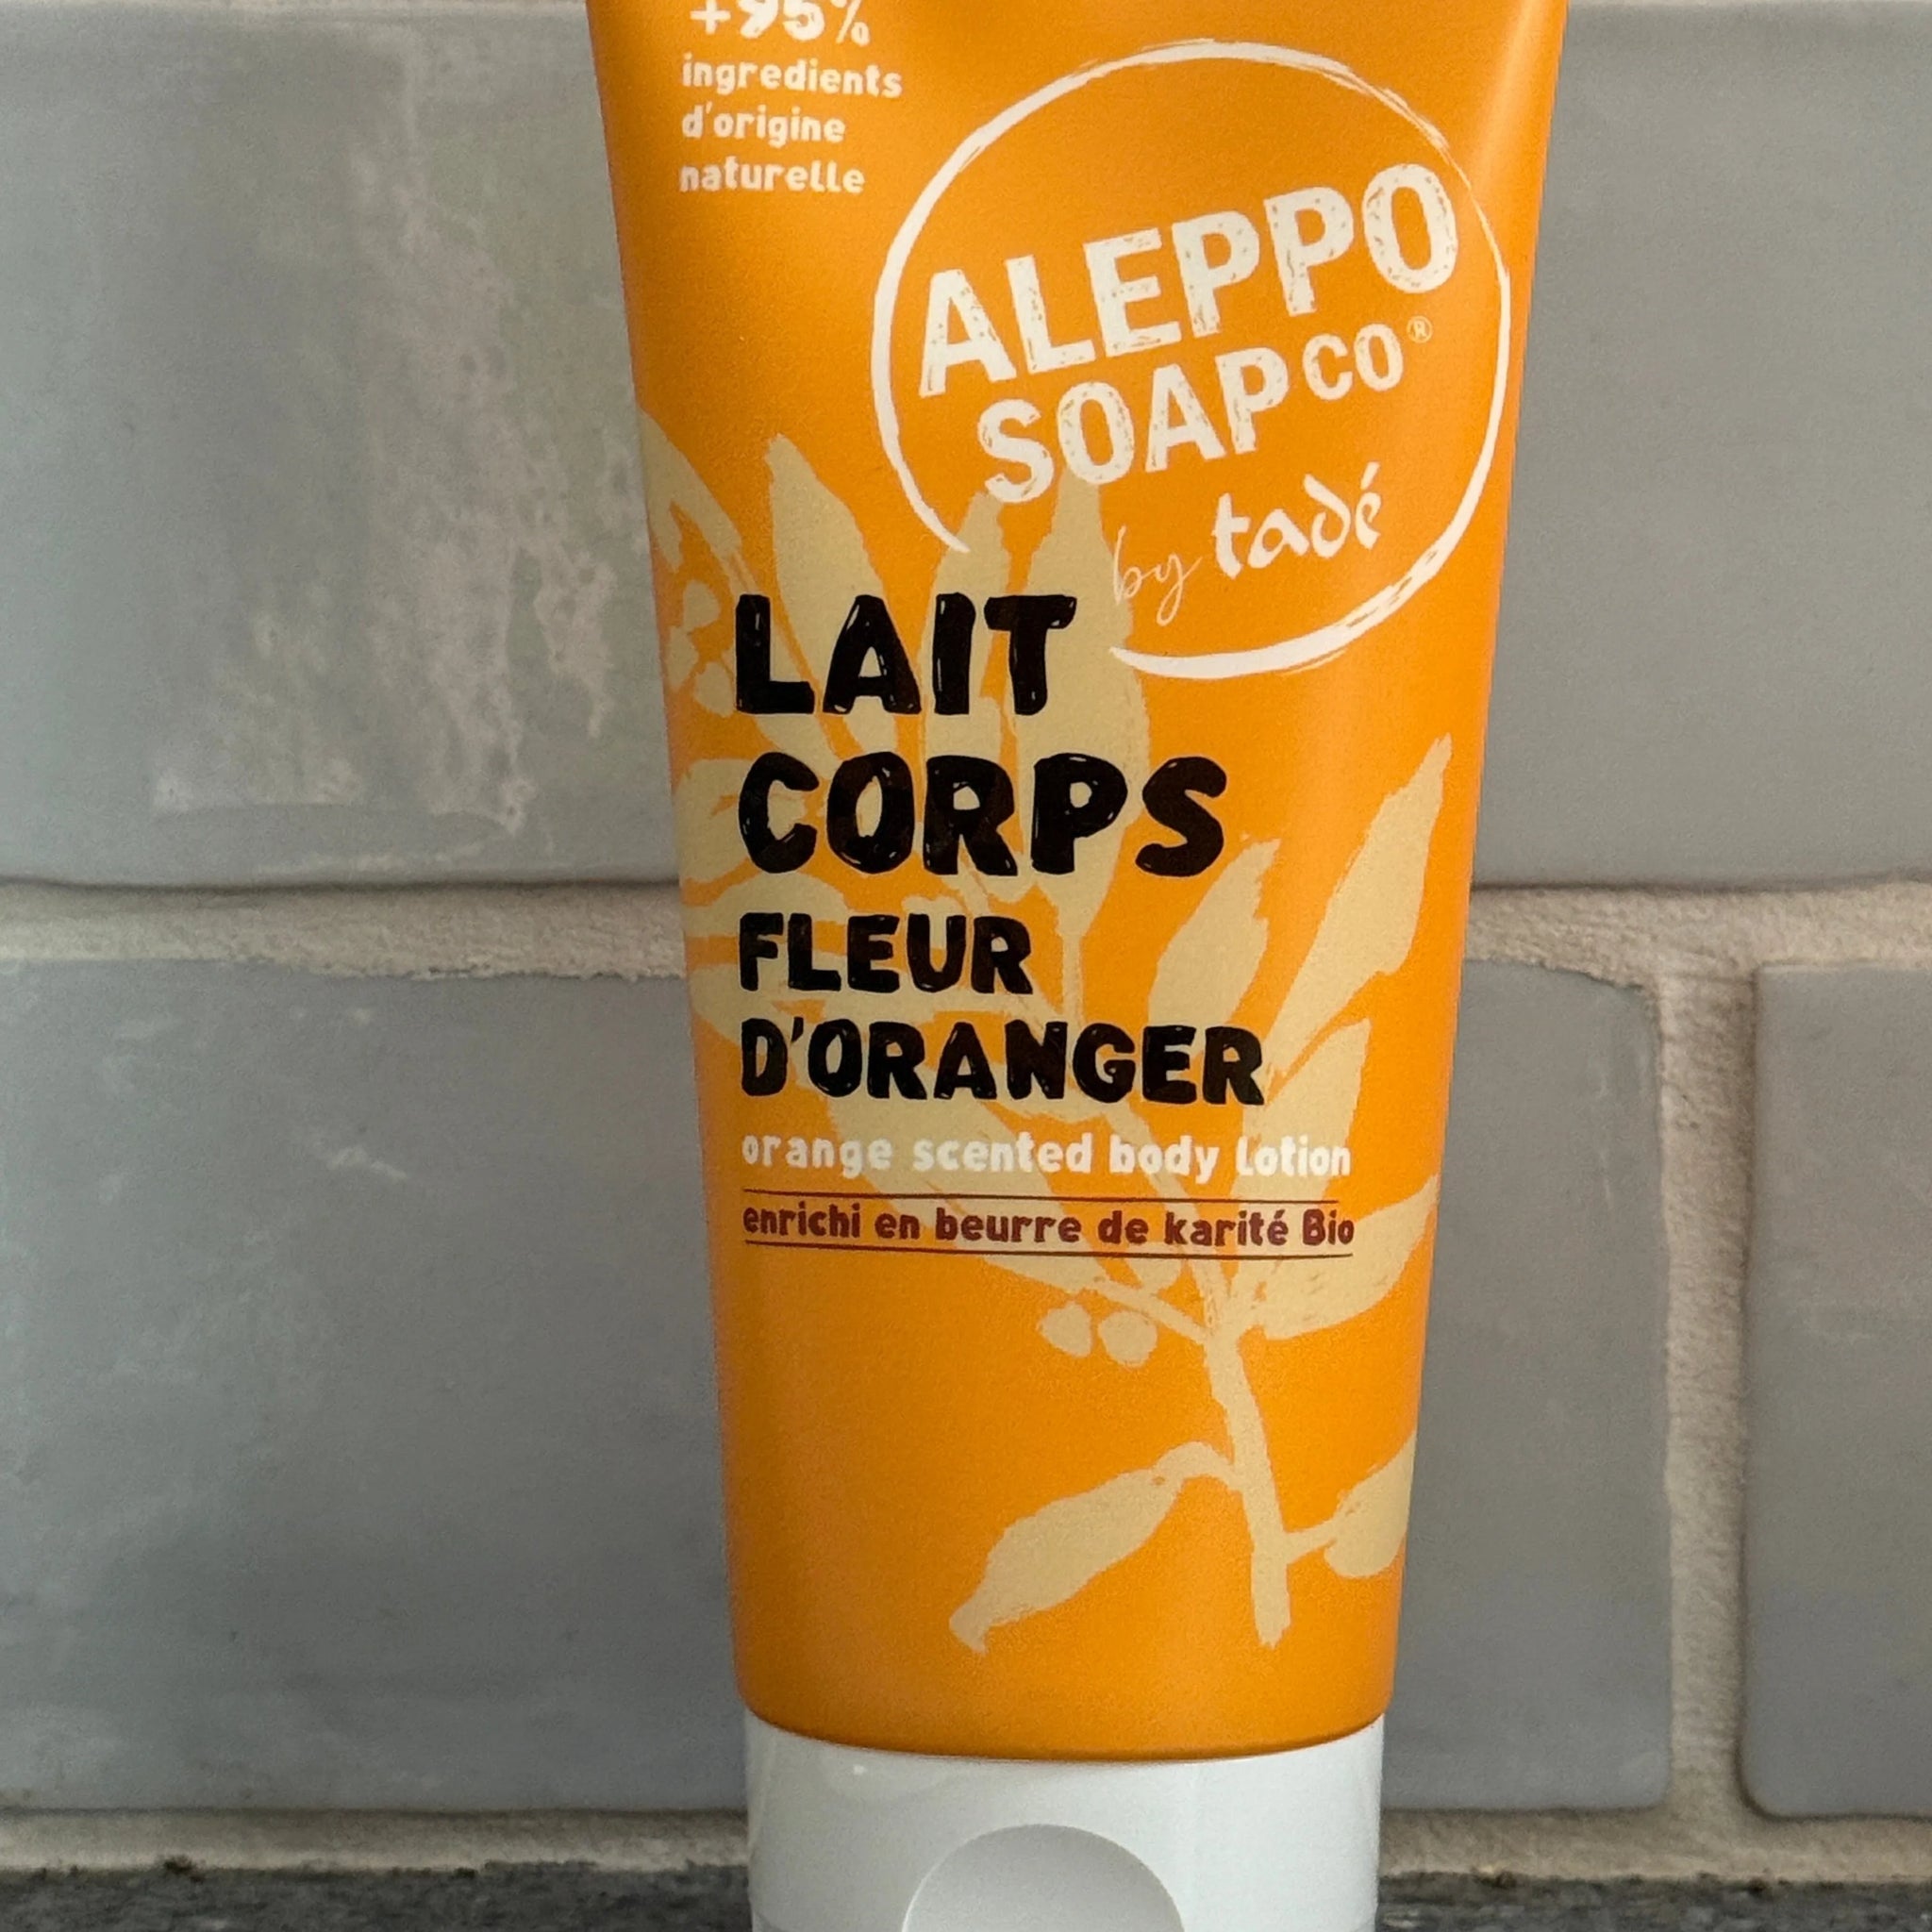 +95%
ingredients
d'origine
naturelle
ALEPPO
SOAP CO®
by tadé
LAIT
CORPS
FLEUR
D'ORANGER
orange scented body lotion
enrichi en beurre de karité Bio